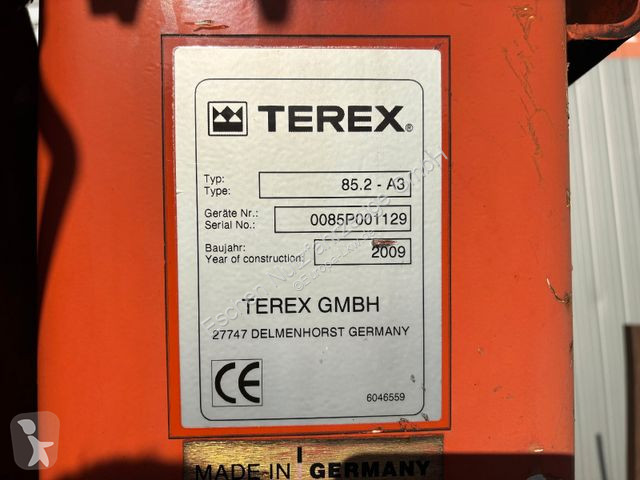 TEREX®
Typ:
Type:
85.2 - A3
Geräte Nr.:
Serial No.:
0085P001129
Baujahr:
Year of construction:
2009
TEREX GMBH
27747 DELMENHORST GERMANY
CE
6046559
MADE IN GERMANY